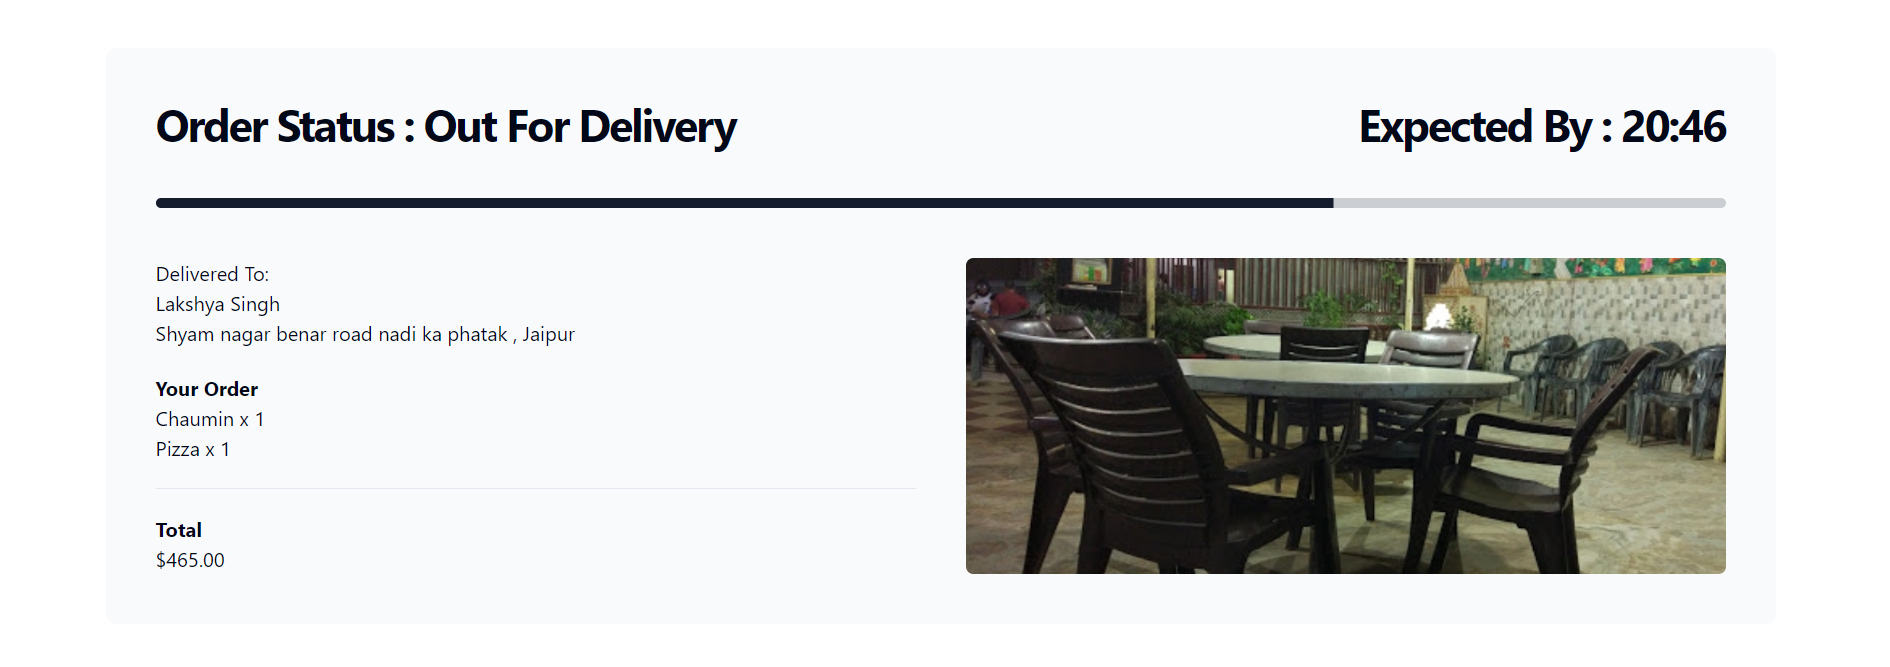 Order Status : Out For Delivery
Expected By : 20:46
Delivered To:
Lakshya Singh
Shyam nagar benar road nadi ka phatak , Jaipur
Your Order
Chaumin x 1
Pizza x 1
Total
$465.00